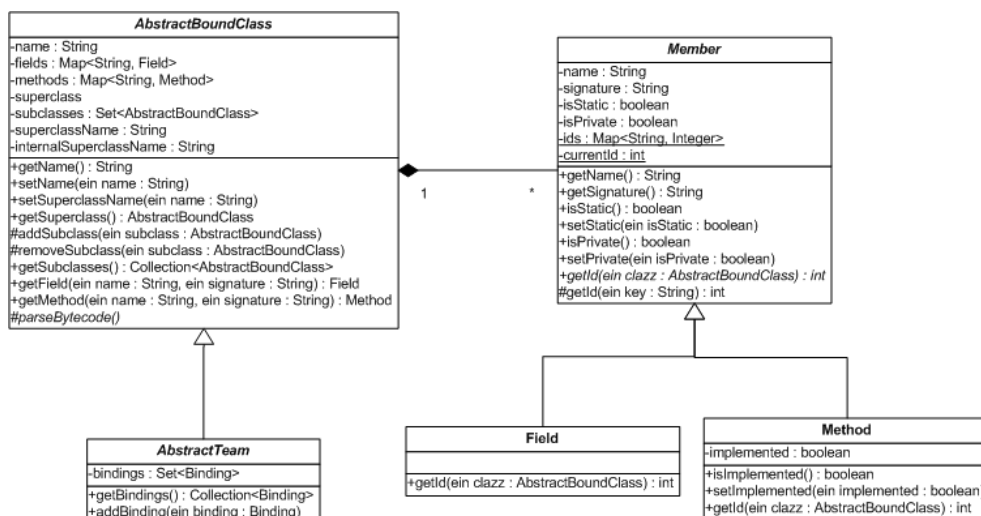 AbstractBoundClass
-name : String
-fields : Map<String, Field>
-methods : Map<String, Method>
-superclass
-subclasses : Set<AbstractBoundClass>
-superclassName : String
-internalSuperclassName : String
+getName() : String
+setName(ein name : String)
+setSuperclassName(ein name : String)
+getSuperclass() : AbstractBoundClass
#addSubclass(ein subclass : AbstractBoundClass)
#removeSubclass(ein subclass : AbstractBoundClass)
+getSubclasses() : Collection<AbstractBoundClass>
+getField(ein name : String, ein signature : String) : Field
+getMethod(ein name : String, ein signature : String) : Method
#parseBytecode()
1
*
Member
-name : String
-signature : String
-isStatic : boolean
-isPrivate : boolean
-ids : Map<String, Integer>
-currentId : int
+getName() : String
+getSignature() : String
+isStatic() : boolean
+setStatic(ein isStatic : boolean)
+isPrivate() : boolean
+setPrivate(ein isPrivate : boolean)
+getId(ein clazz : AbstractBoundClass) : int
#getId(ein key : String) : int
AbstractTeam
-bindings : Set<Binding>
+getBindings() : Collection<Binding>
+addBinding(ein binding : Binding)
Field
+getId(ein clazz : AbstractBoundClass) : int
Method
-implemented : boolean
+isImplemented() : boolean
+setImplemented(ein implemented : boolean)
+getId(ein clazz : AbstractBoundClass) : int